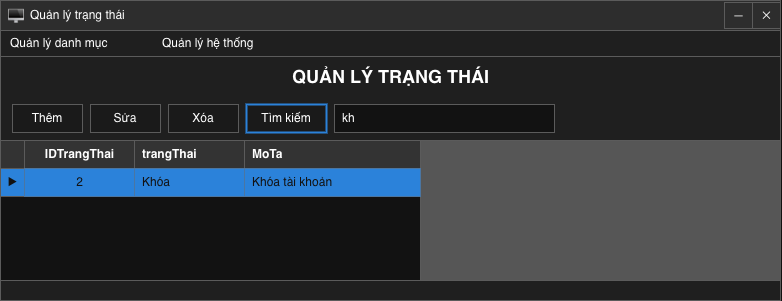 Quản lý trạng thái
Quản lý danh mục Quản lý hệ thống
QUẢN LÝ TRẠNG THÁI
Thêm Sửa Xóa Tìm kiếm kh
IDTrangThai trangThai MoTa
2 Khóa Khóa tài khoản